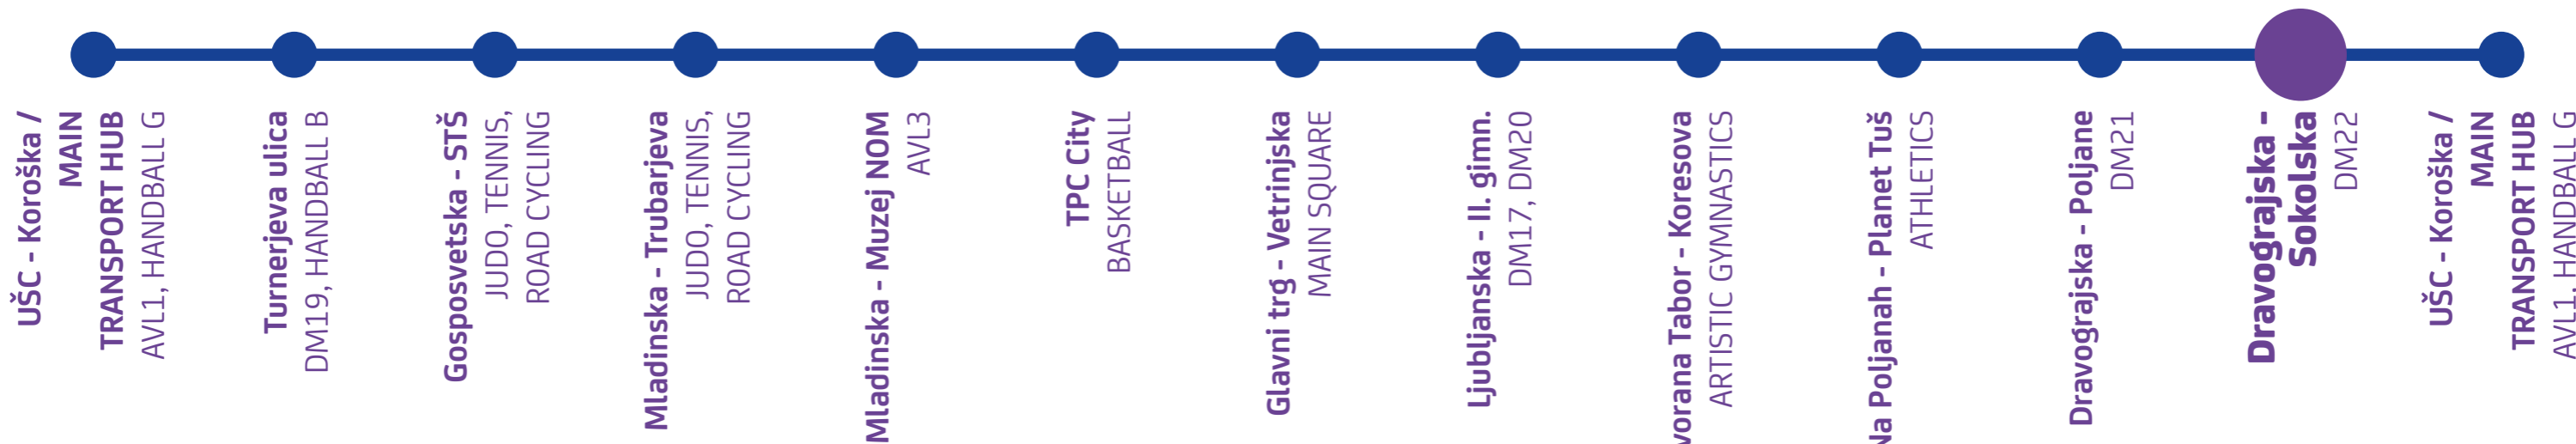 UŠC - Koroška /
MAIN
TRANSPORT HUB
AVL1, HANDBALL G
Turnerjeva ulica
DM19, HANDBALL B
Gosposvetska - STŠ
JUDO, TENNIS,
ROAD CYCLING
Mladinska - Trubarjeva
JUDO, TENNIS,
ROAD CYCLING
Mladinska - Muzej NOM
AVL3
TPC City
BASKETBALL
Glavni trg - Vetrinjska
MAIN SQUARE
Ljubljanska - II. gimn.
DM17, DM20
Tabor - Koresova
ARTISTIC GYMNASTICS
Na Poljanah - Planet Tuš
ATHLETICS
Dravograjska - Poljane
DM21
Dravograjska -
Sokolska
DM22
UŠC - Koroška /
MAIN
TRANSPORT HUB
AVL1, HANDBALL G